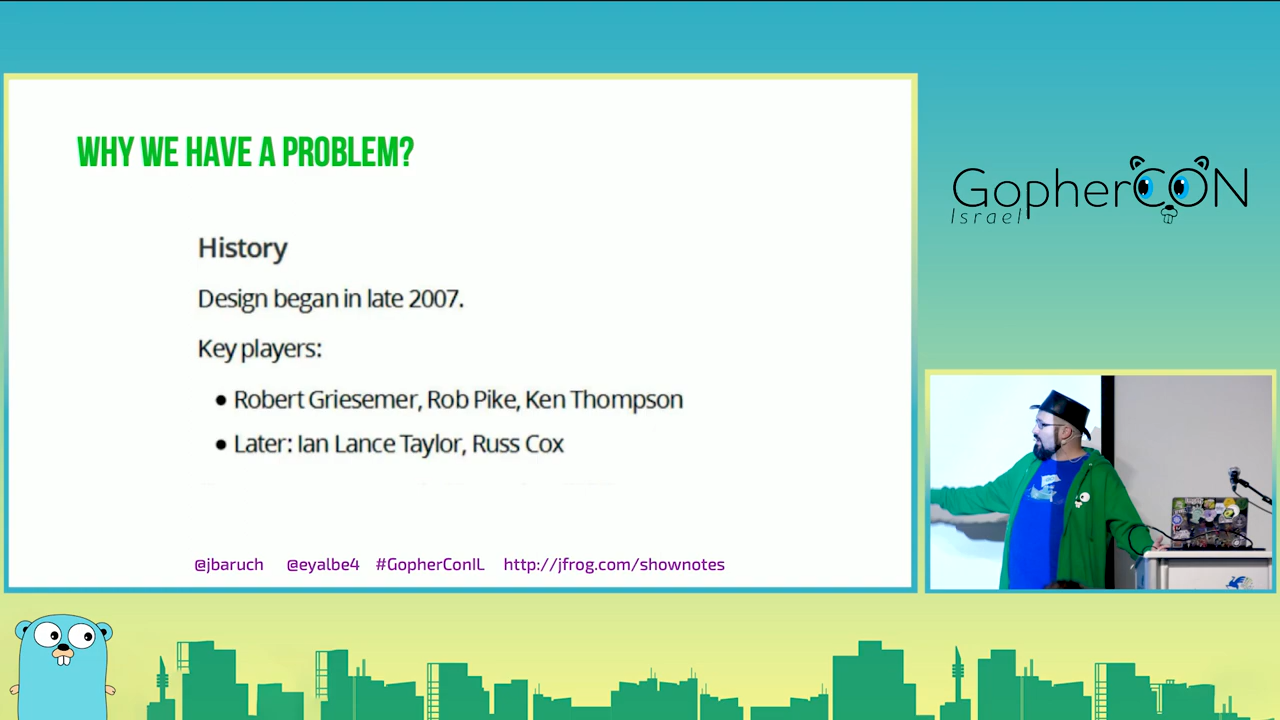 WHY WE HAVE A PROBLEM?
History
Design began in late 2007.
Key players:
● Robert Griesemer, Rob Pike, Ken Thompson
● Later: Ian Lance Taylor, Russ Cox
@jbaruch @eyalbe4 #GopherConIL http://jfrog.com/shownotes
GopherCON
Israel